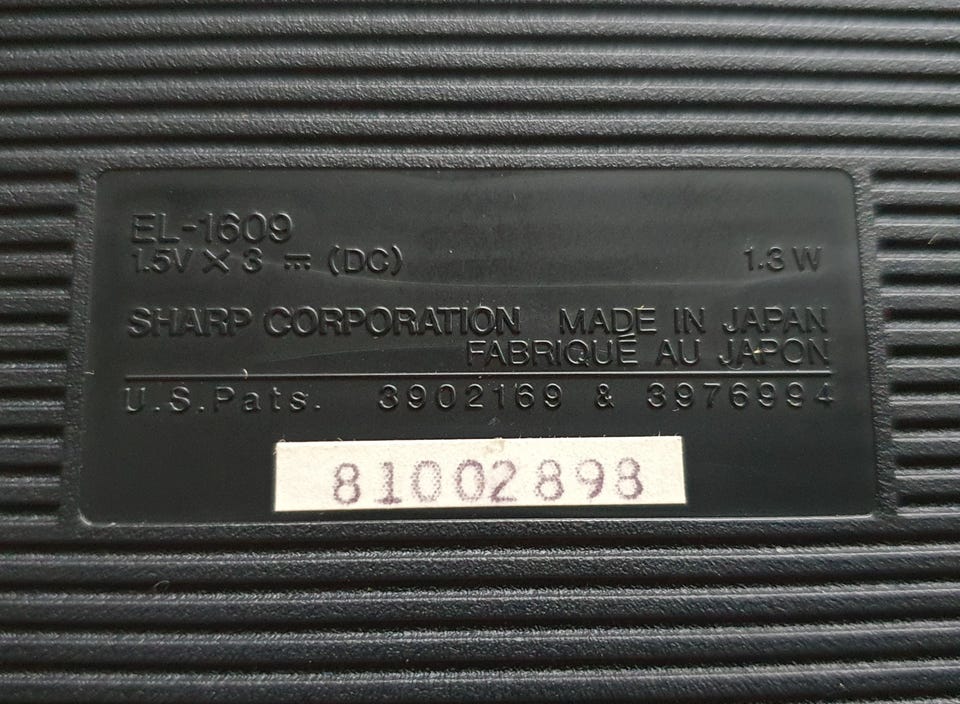 EL-1609
1.5V × 3 ⎓ (DC) 1.3 W
SHARP CORPORATION MADE IN JAPAN
FABRIQUÉ AU JAPON
U.S.Pats. 3902169 & 3976994
81002898